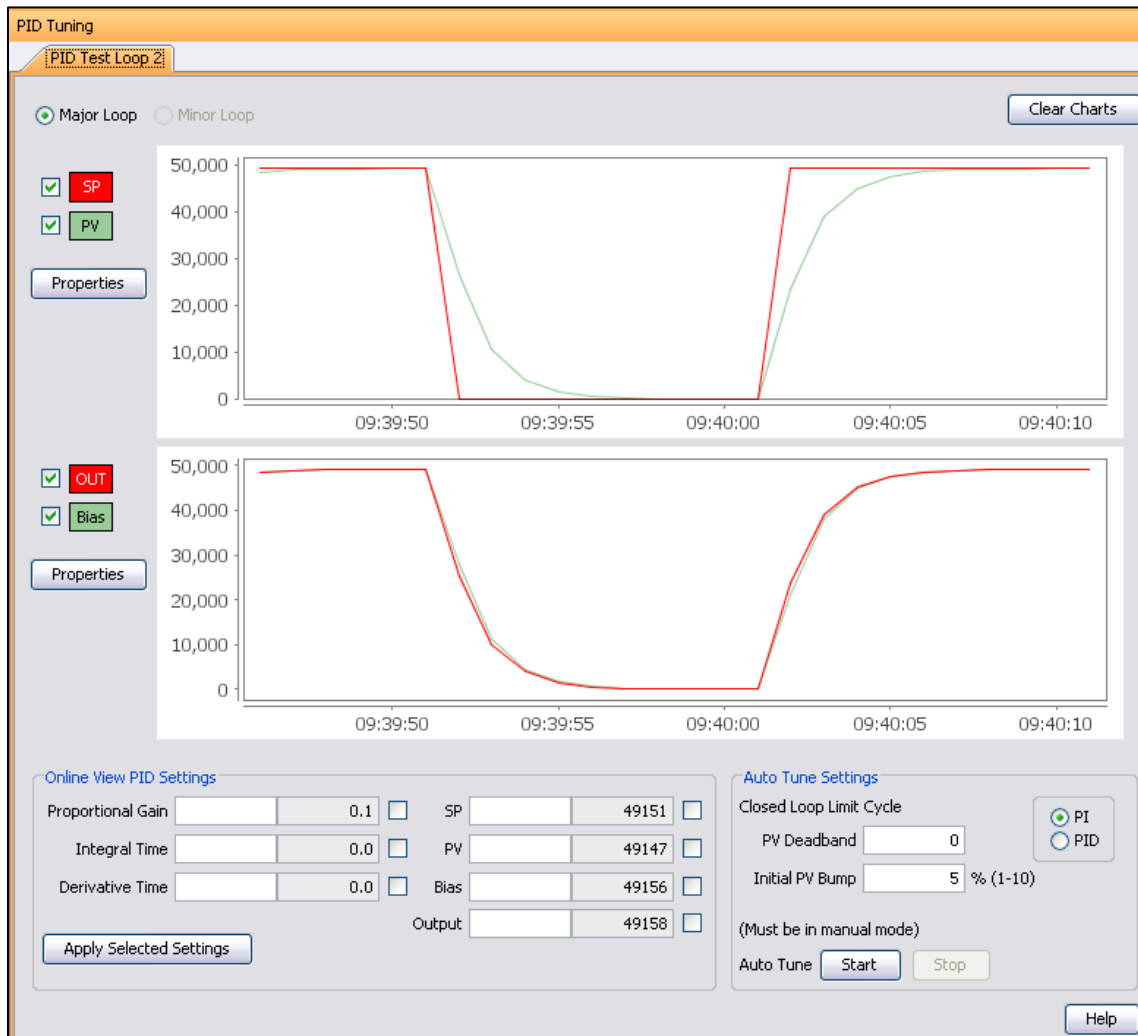 PID Tuning
PID Test Loop 2
Major Loop Minor Loop Clear Charts
SP
PV
Properties
50,000
40,000
30,000
20,000
10,000
0
09:39:50 09:39:55 09:40:00 09:40:05 09:40:10
OUT
Bias
Properties
50,000
40,000
30,000
20,000
10,000
0
09:39:50 09:39:55 09:40:00 09:40:05 09:40:10
Online View PID Settings
Proportional Gain 0.1 SP 49151
Integral Time 0.0 PV 49147
Derivative Time 0.0 Bias 49156
Output 49158
Apply Selected Settings
Auto Tune Settings
Closed Loop Limit Cycle
PI
PID
PV Deadband 0
Initial PV Bump 5 % (1-10)
(Must be in manual mode)
Auto Tune Start Stop
Help